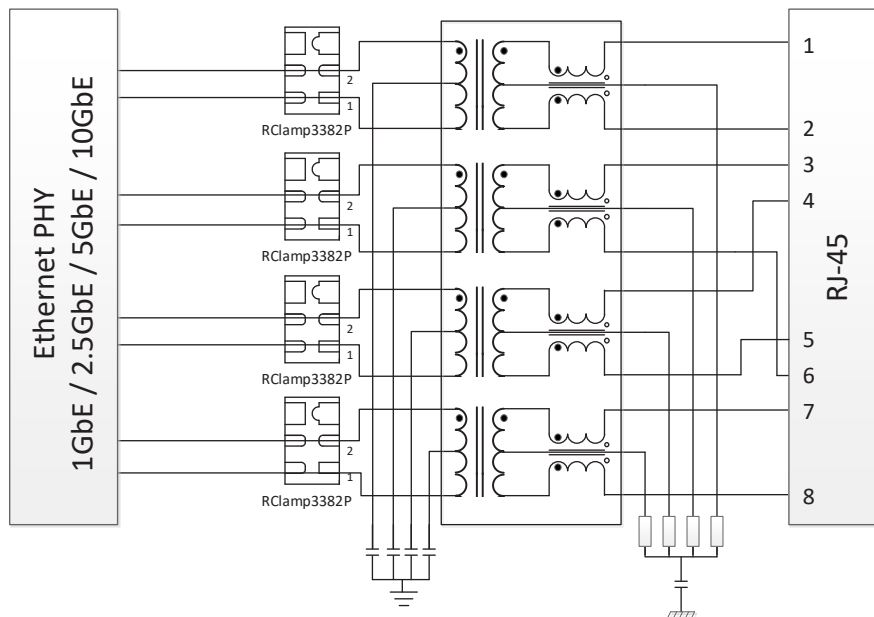 Ethernet PHY
1GbE / 2.5GbE / 5GbE / 10GbE
2
1
RClamp3382P
2
1
RClamp3382P
2
1
RClamp3382P
2
1
RClamp3382P
1
2
3
4
5
6
7
8
RJ-45